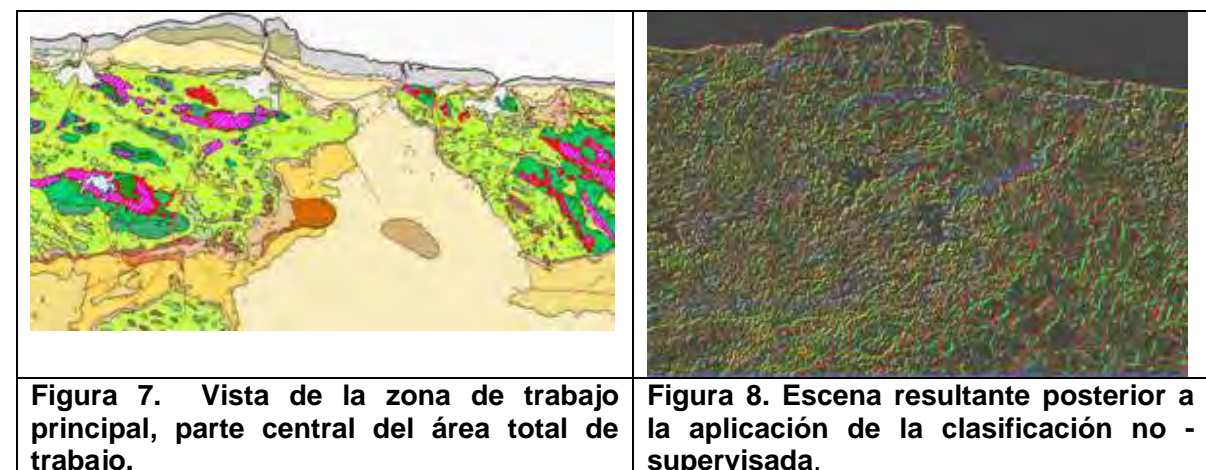 Figura 7. Vista de la zona de trabajo
principal, parte central del área total de
trabajo.
Figura 8. Escena resultante posterior a
la aplicación de la clasificación no -
supervisada.